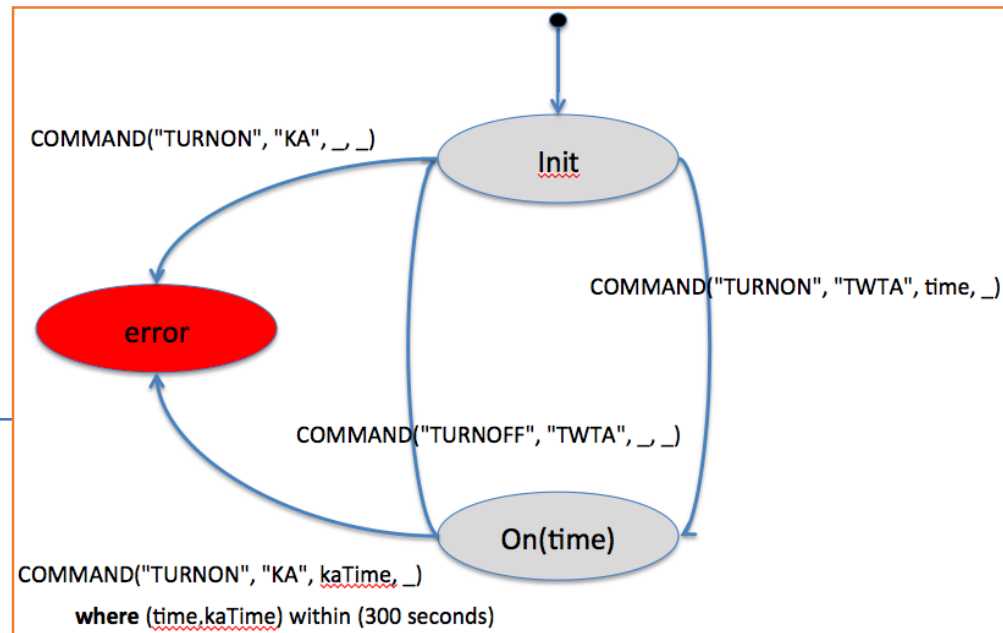 COMMAND("TURNON", "KA", _, _)
Init
COMMAND("TURNON", "TWTA", time, _)
error
COMMAND("TURNOFF", "TWTA", _, _)
On(time)
COMMAND("TURNON", "KA", kaTime, _)
where (time,kaTime) within (300 seconds)